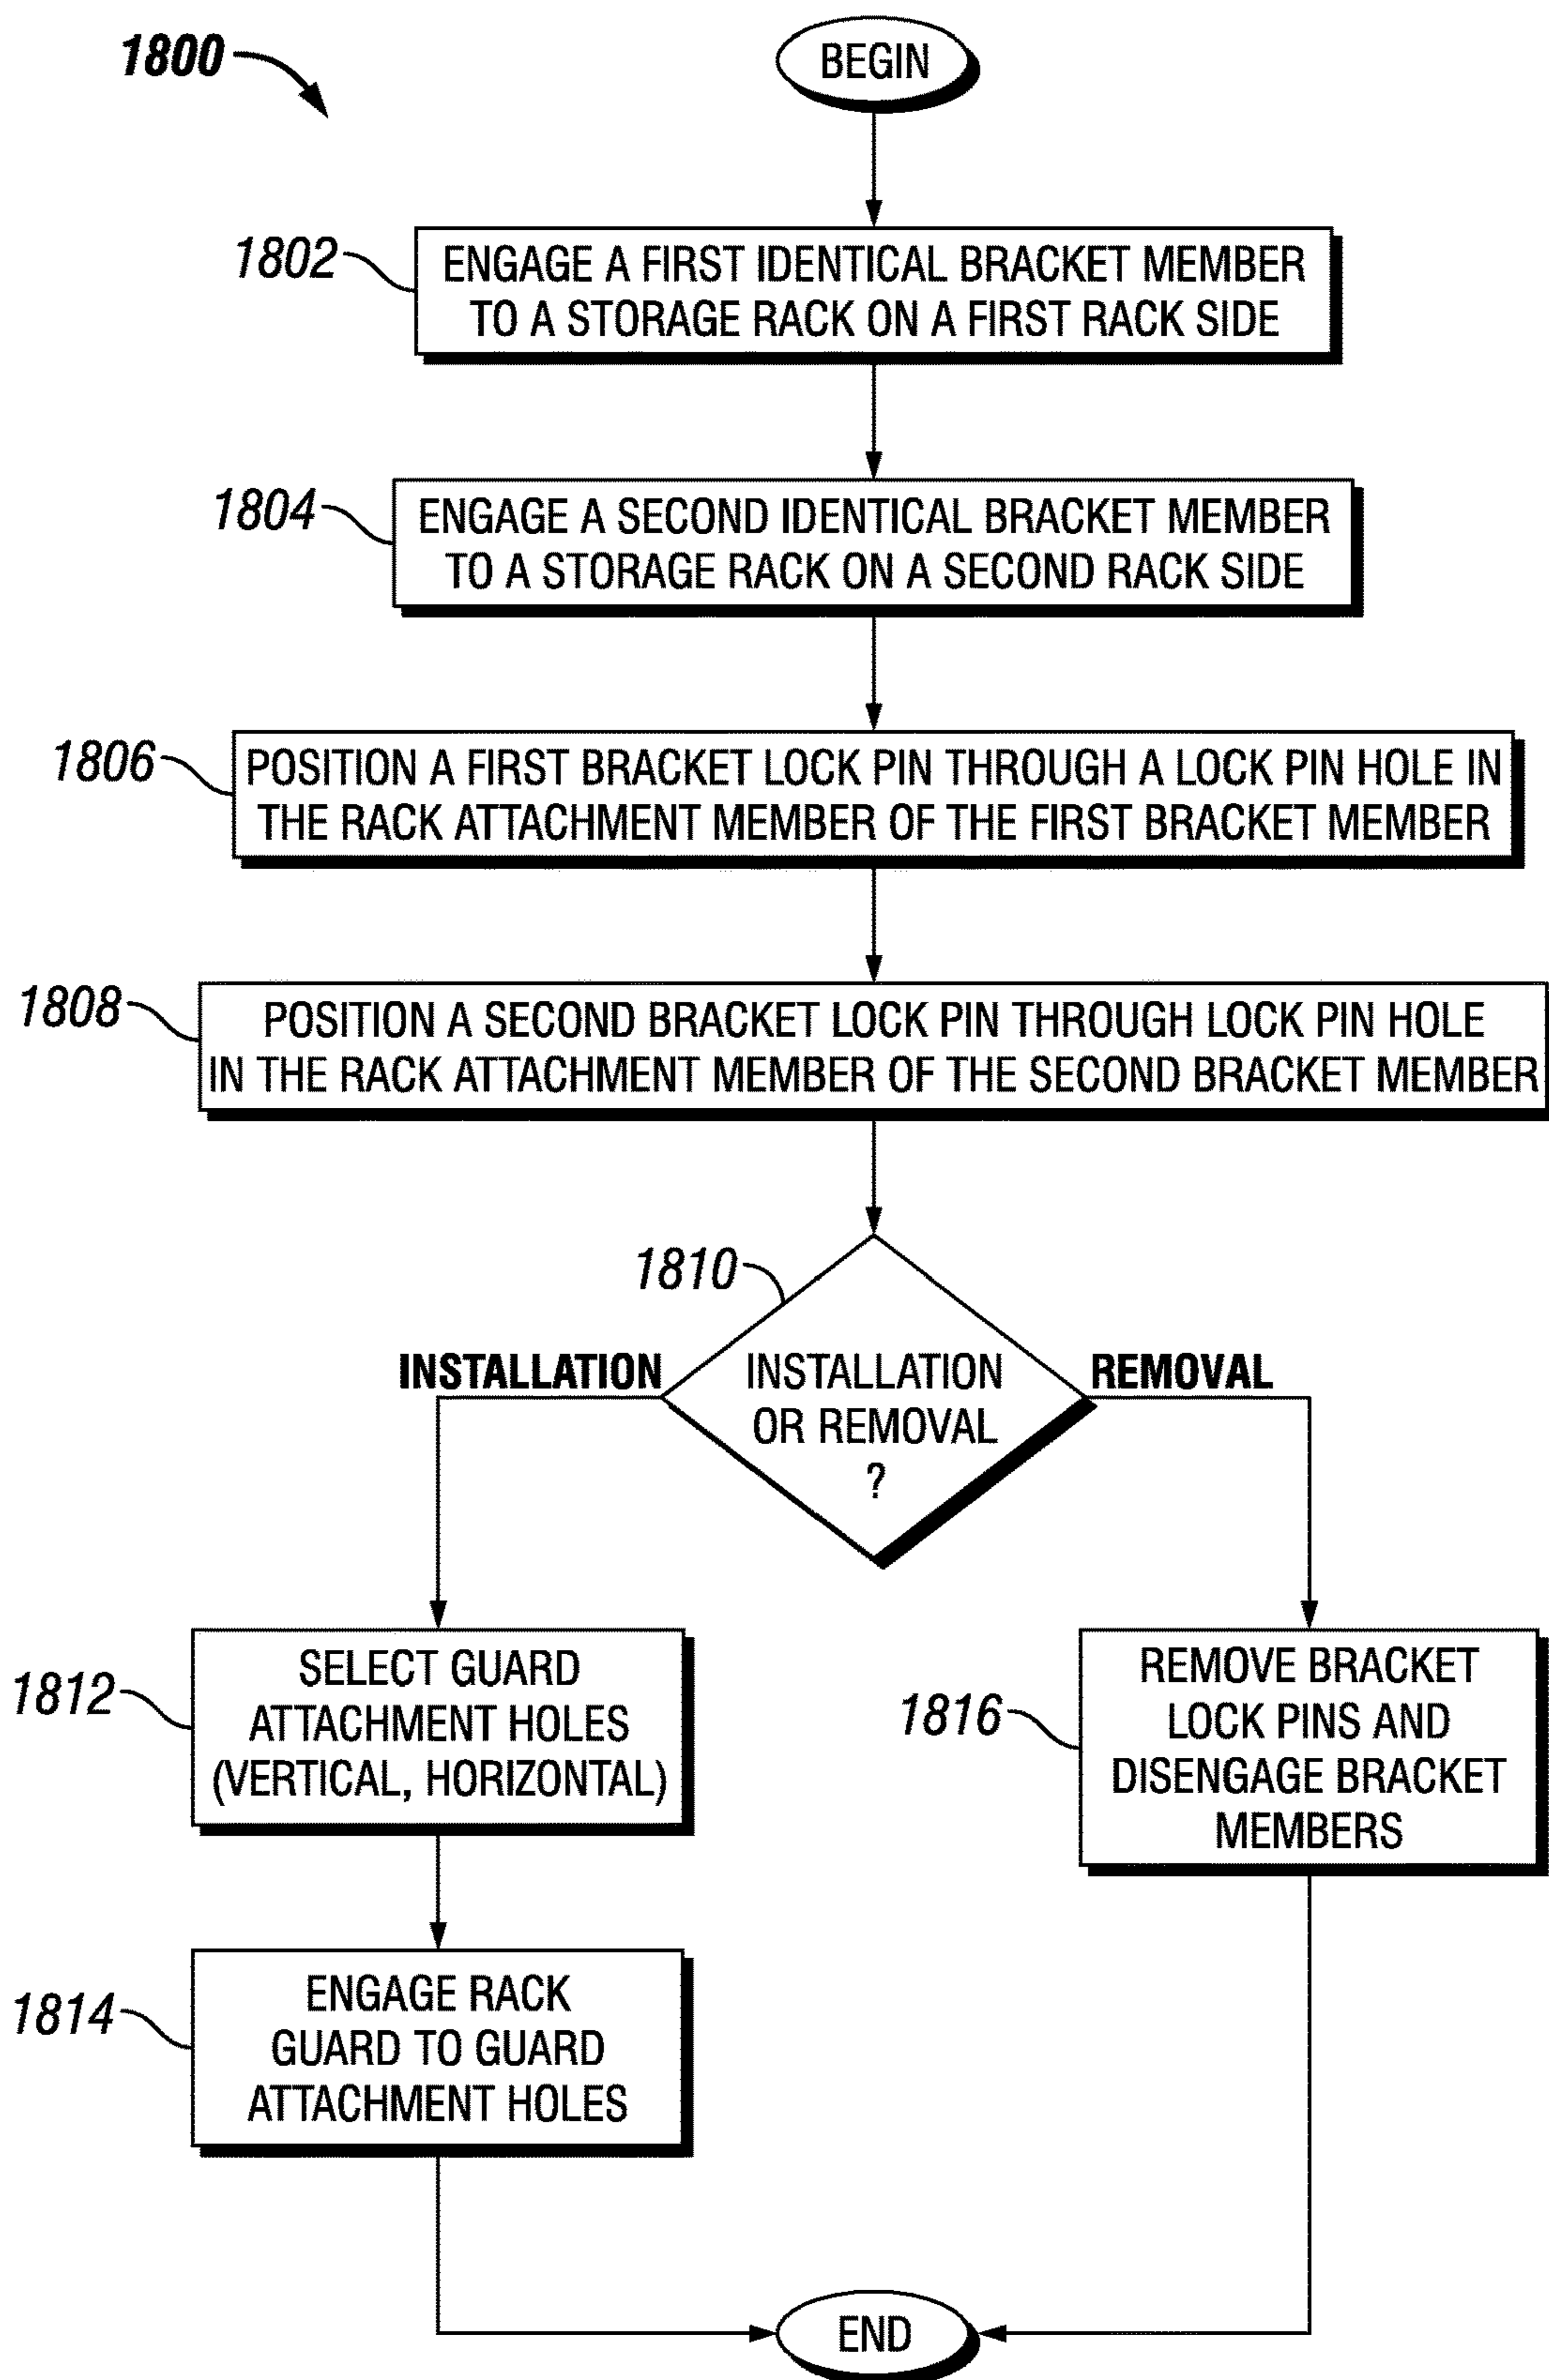 1800
BEGIN
1802
ENGAGE A FIRST IDENTICAL BRACKET MEMBER
TO A STORAGE RACK ON A FIRST RACK SIDE
1804
ENGAGE A SECOND IDENTICAL BRACKET MEMBER
TO A STORAGE RACK ON A SECOND RACK SIDE
1806
POSITION A FIRST BRACKET LOCK PIN THROUGH A LOCK PIN HOLE IN
THE RACK ATTACHMENT MEMBER OF THE FIRST BRACKET MEMBER
1808
POSITION A SECOND BRACKET LOCK PIN THROUGH LOCK PIN HOLE
IN THE RACK ATTACHMENT MEMBER OF THE SECOND BRACKET MEMBER
1810
INSTALLATION
INSTALLATION
OR REMOVAL
?
REMOVAL
1812
SELECT GUARD
ATTACHMENT HOLES
(VERTICAL, HORIZONTAL)
1816
REMOVE BRACKET
LOCK PINS AND
DISENGAGE BRACKET
MEMBERS
1814
ENGAGE RACK
GUARD TO GUARD
ATTACHMENT HOLES
END